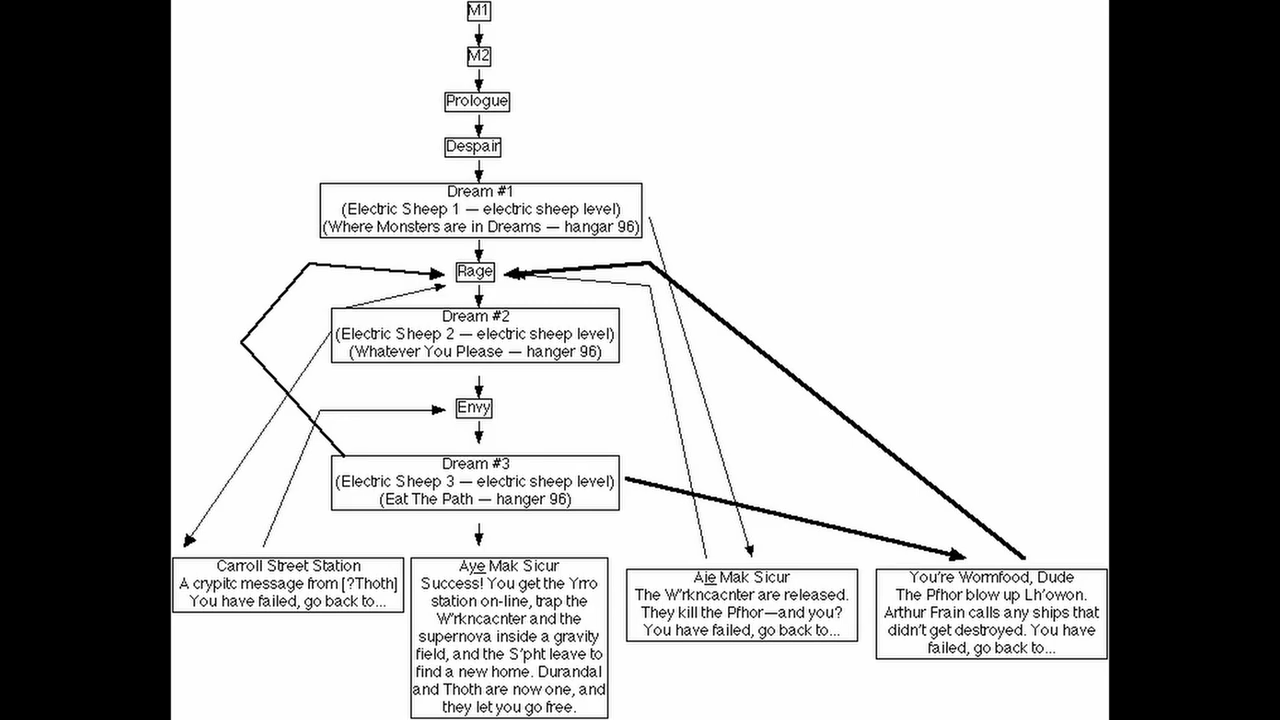 M1
M2
Prologue
Despair
Dream #1
(Electric Sheep 1 — electric sheep level)
(Where Monsters are in Dreams — hangar 96)
Rage
Dream #2
(Electric Sheep 2 — electric sheep level)
(Whatever You Please — hanger 96)
Envy
Dream #3
(Electric Sheep 3 — electric sheep level)
(Eat The Path — hanger 96)
Carroll Street Station
A crypitc message from [?Thoth]
You have failed, go back to...
Aye Mak Sicur
Success! You get the Yrro
station on-line, trap the
W'rkncacnter and the
supernova inside a gravity
field, and the S'pht leave to
find a new home. Durandal
and Thoth are now one, and
they let you go free.
Aie Mak Sicur
The W'rkncacnter are released.
They kill the Pfhor—and you?
You have failed, go back to...
You're Wormfood, Dude
The Pfhor blow up Lh'owon.
Arthur Frain calls any ships that
didn't get destroyed. You have
failed, go back to...